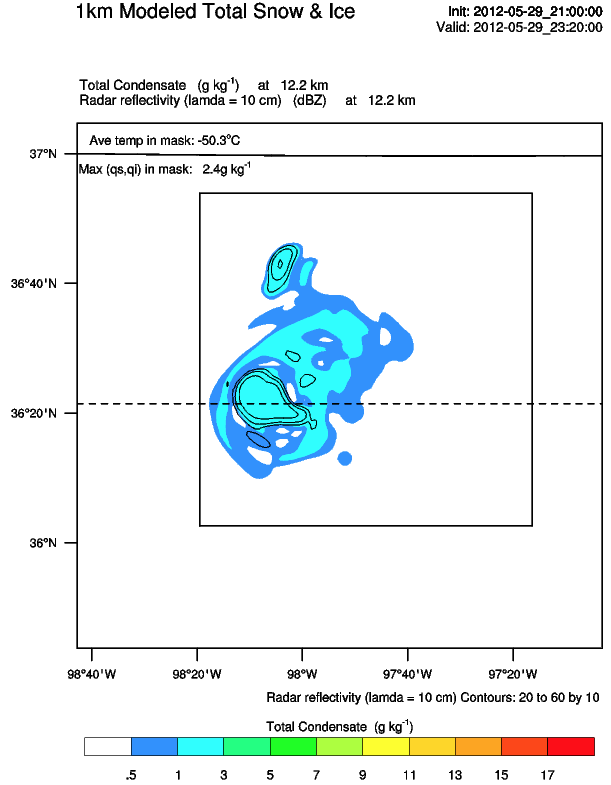 1km Modeled Total Snow & Ice
Init: 2012-05-29_21:00:00
Valid: 2012-05-29_23:20:00
Total Condensate (g kg-1) at 12.2 km
Radar reflectivity (lamda = 10 cm) (dBZ) at 12.2 km
Ave temp in mask: -50.3°C
37°N
Max (qs,qi) in mask: 2.4g kg-1
36°40'N
36°20'N
36°N
98°40'W 98°20'W 98°W 97°40'W 97°20'W
Radar reflectivity (lamda = 10 cm) Contours: 20 to 60 by 10
Total Condensate (g kg-1)
.5 1 3 5 7 9 11 13 15 17